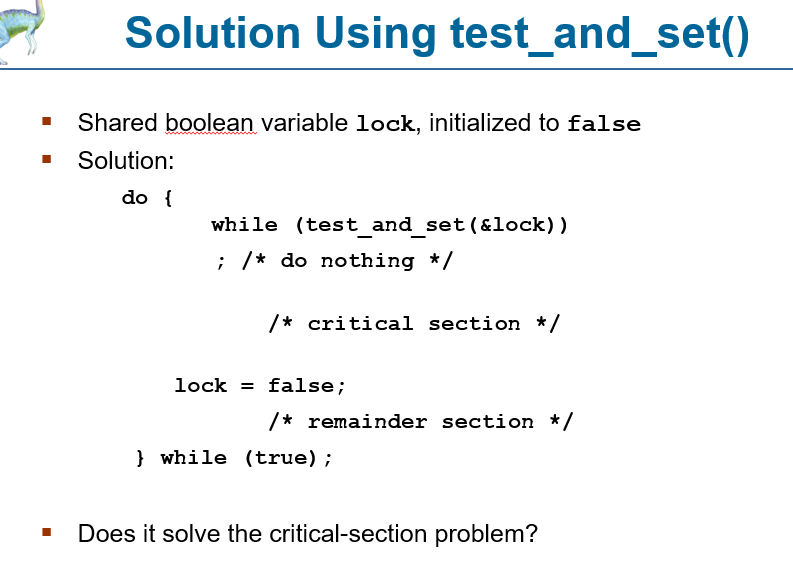 Solution Using test_and_set()
Shared boolean variable lock, initialized to false
Solution:
do {
while (test_and_set(&lock))
; /* do nothing */
/* critical section */
lock = false;
/* remainder section */
} while (true);
Does it solve the critical-section problem?